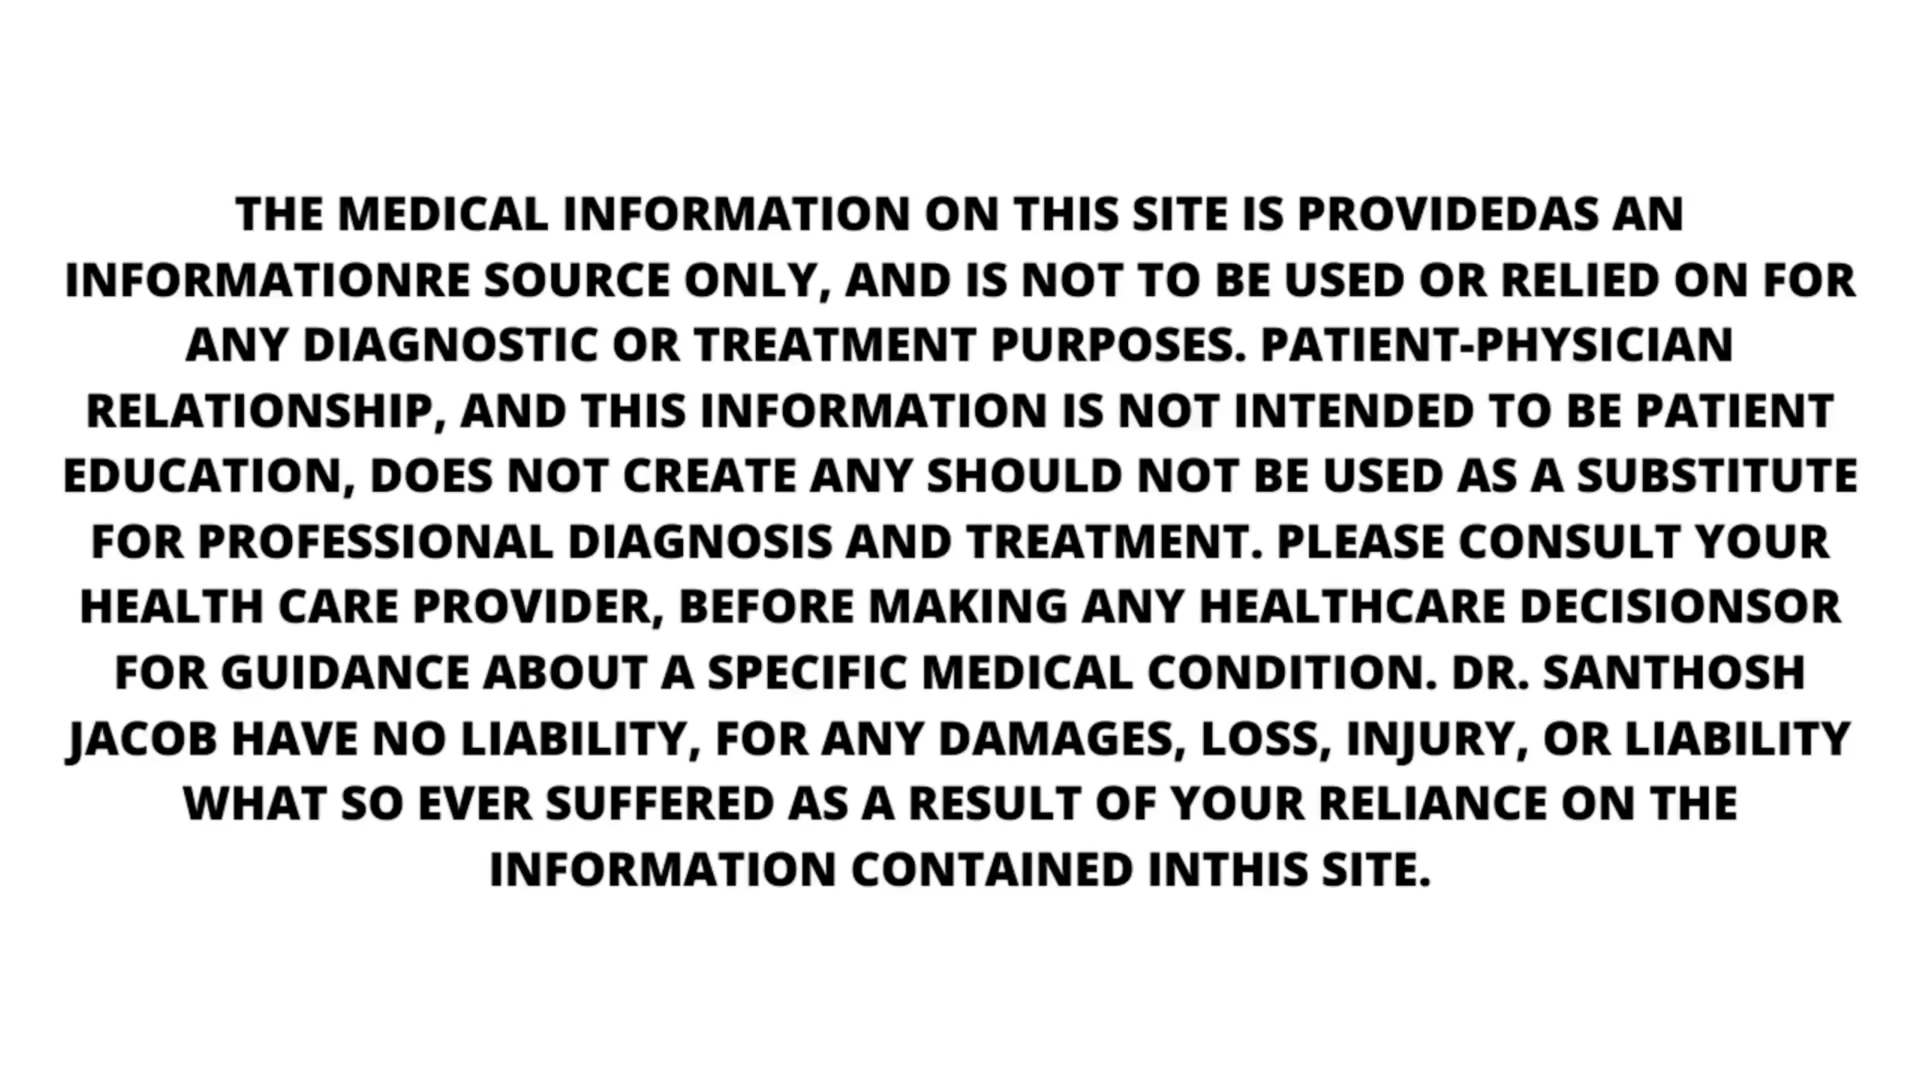 THE MEDICAL INFORMATION ON THIS SITE IS PROVIDEDAS AN
INFORMATIONRE SOURCE ONLY, AND IS NOT TO BE USED OR RELIED ON FOR
ANY DIAGNOSTIC OR TREATMENT PURPOSES. PATIENT-PHYSICIAN
RELATIONSHIP, AND THIS INFORMATION IS NOT INTENDED TO BE PATIENT
EDUCATION, DOES NOT CREATE ANY SHOULD NOT BE USED AS A SUBSTITUTE
FOR PROFESSIONAL DIAGNOSIS AND TREATMENT. PLEASE CONSULT YOUR
HEALTH CARE PROVIDER, BEFORE MAKING ANY HEALTHCARE DECISIONSOR
FOR GUIDANCE ABOUT A SPECIFIC MEDICAL CONDITION. DR. SANTHOSH
JACOB HAVE NO LIABILITY, FOR ANY DAMAGES, LOSS, INJURY, OR LIABILITY
WHAT SO EVER SUFFERED AS A RESULT OF YOUR RELIANCE ON THE
INFORMATION CONTAINED INTHIS SITE.